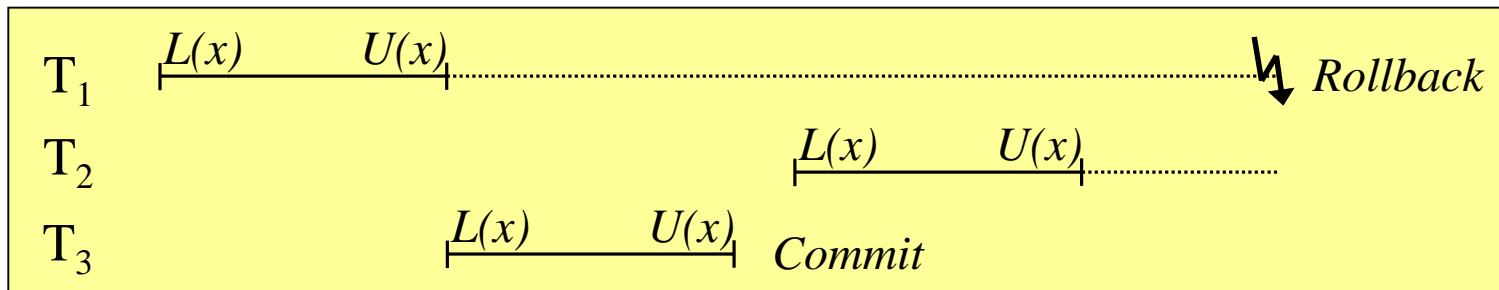 T₁ L(x) U(x) Rollback
T₂ L(x) U(x)
T₃ L(x) U(x) Commit